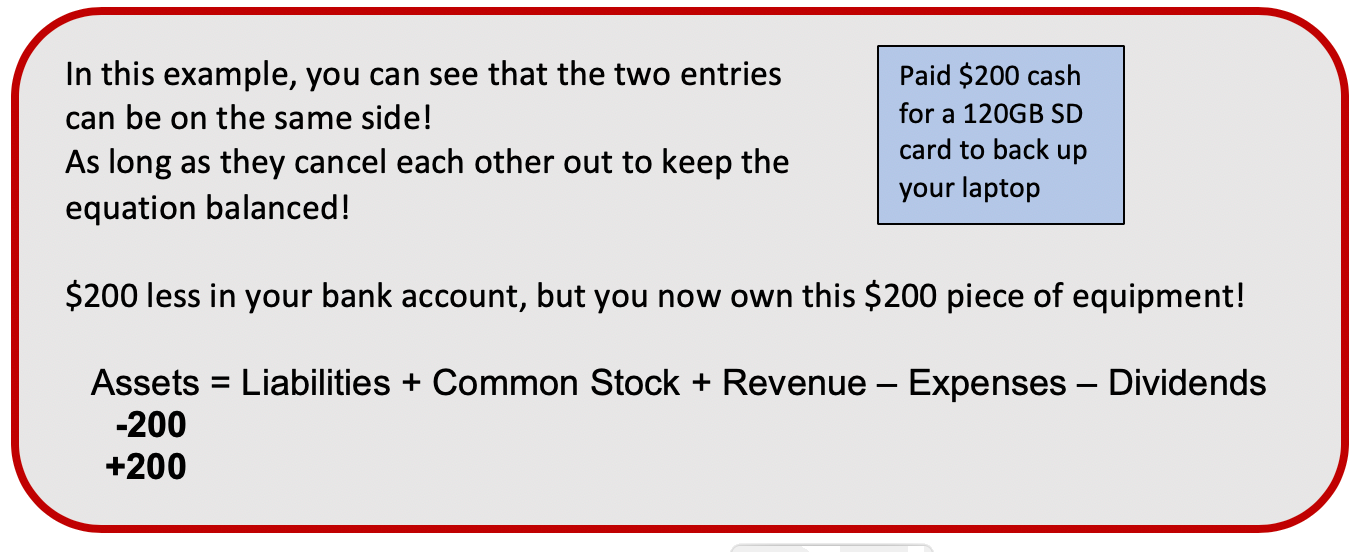 In this example, you can see that the two entries
can be on the same side!
As long as they cancel each other out to keep the
equation balanced!
Paid $200 cash
for a 120GB SD
card to back up
your laptop
$200 less in your bank account, but you now own this $200 piece of equipment!
Assets = Liabilities + Common Stock + Revenue – Expenses – Dividends
-200
+200